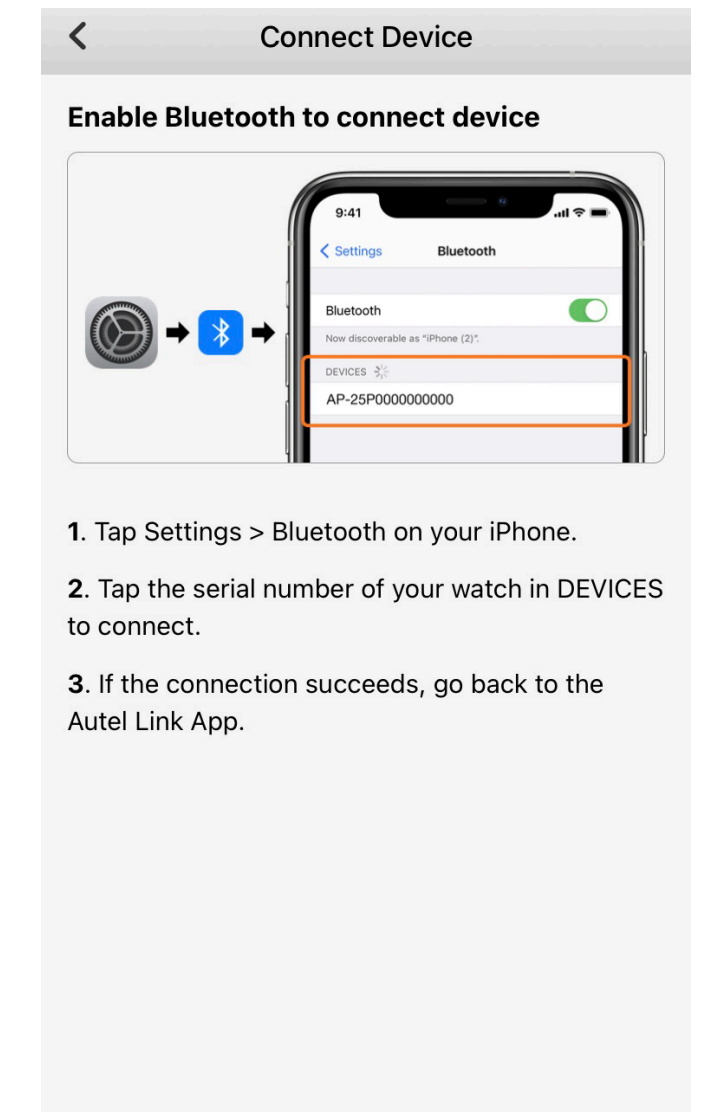 Connect Device
Enable Bluetooth to connect device
9:41
Settings
Bluetooth
Bluetooth
Now discoverable as “iPhone (2)”.
DEVICES
AP-25P0000000000
1. Tap Settings > Bluetooth on your iPhone.
2. Tap the serial number of your watch in DEVICES
to connect.
3. If the connection succeeds, go back to the
Autel Link App.